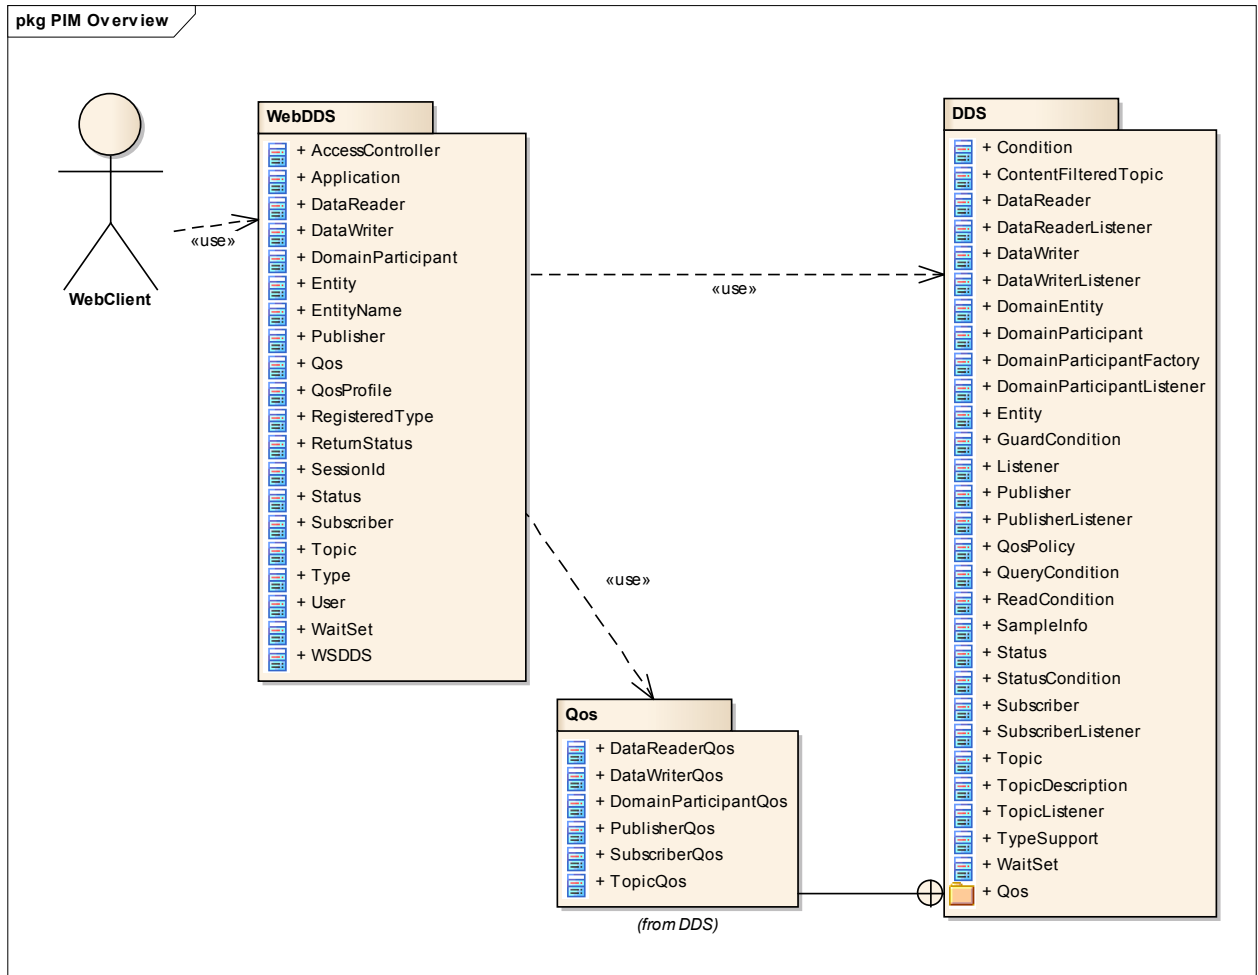 pkg PIM Overview
WebClient
«use»
WebDDS
+ AccessController
+ Application
+ DataReader
+ DataWriter
+ DomainParticipant
+ Entity
+ EntityName
+ Publisher
+ Qos
+ QosProfile
+ RegisteredType
+ ReturnStatus
+ SessionId
+ Status
+ Subscriber
+ Topic
+ Type
+ User
+ WaitSet
+ WSDDS
«use»
«use»
Qos
+ DataReaderQos
+ DataWriterQos
+ DomainParticipantQos
+ PublisherQos
+ SubscriberQos
+ TopicQos
(from DDS)
DDS
+ Condition
+ ContentFilteredTopic
+ DataReader
+ DataReaderListener
+ DataWriter
+ DataWriterListener
+ DomainEntity
+ DomainParticipant
+ DomainParticipantFactory
+ DomainParticipantListener
+ Entity
+ GuardCondition
+ Listener
+ Publisher
+ PublisherListener
+ QosPolicy
+ QueryCondition
+ ReadCondition
+ SampleInfo
+ Status
+ StatusCondition
+ Subscriber
+ SubscriberListener
+ Topic
+ TopicDescription
+ TopicListener
+ TypeSupport
+ WaitSet
+ Qos